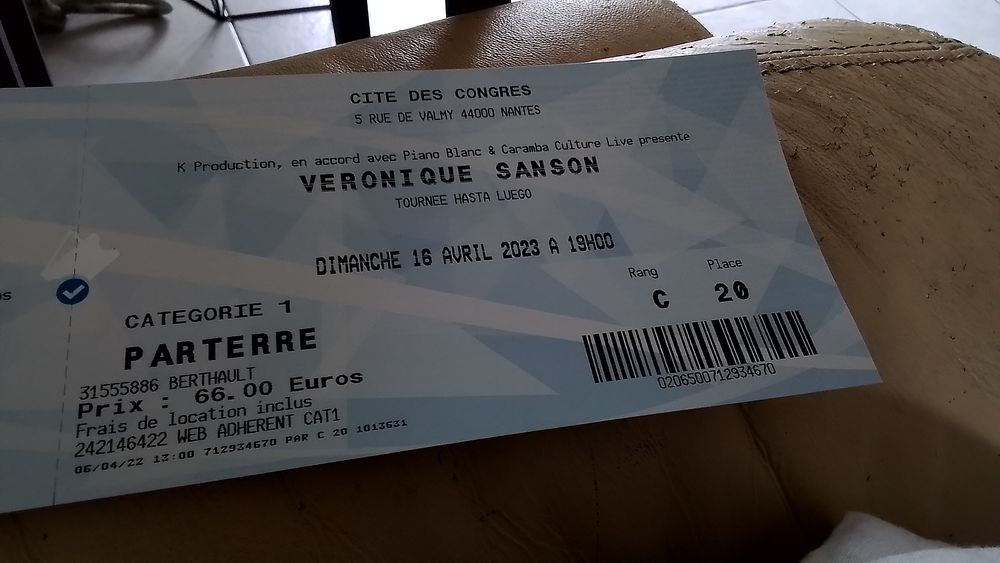 CITE DES CONGRES
5 RUE DE VALMY 44000 NANTES
K Production, en accord avec Piano Blanc & Caramba Culture Live presente
VERONIQUE SANSON
TOURNEE HASTA LUEGO
DIMANCHE 16 AVRIL 2023 A 19H00
Rang Place
C 20
CATEGORIE 1
PARTERRE
31555886 BERTHAULT
Prix : 66.00 Euros
Frais de location inclus
242146422 WEB ADHERENT CAT1
06/04/22 13:00 712934670 PAR C 20 1013631
0206500712934670